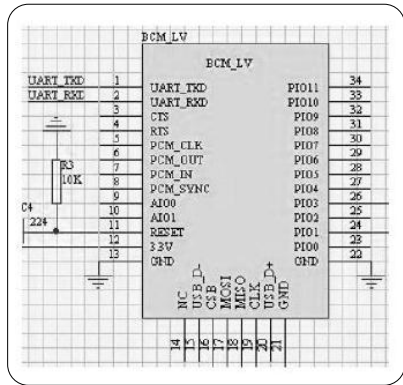 BCM_LV
BCM_LV
UART_TXD 1 UART_TXD PIO11 34
UART_RXD 2 UART_RXD PIO10 33
3 CTS PIO9 32
4 RTS PIO8 31
5 PCM_CLK PIO7 30
6 PCM_OUT PIO6 29
7 PCM_IN PIO5 28
8 PCM_SYNC PIO4 27
9 AIO0 PIO3 26
10 AIO1 PIO2 25
11 RESET PIO1 24
12 3.3V PIO0 23
13 GND GND 22
R3
10K
C4
224
NC USB_D- CSB MOSI MISO CLK USB_D+ GND
14 15 16 17 18 19 20 21